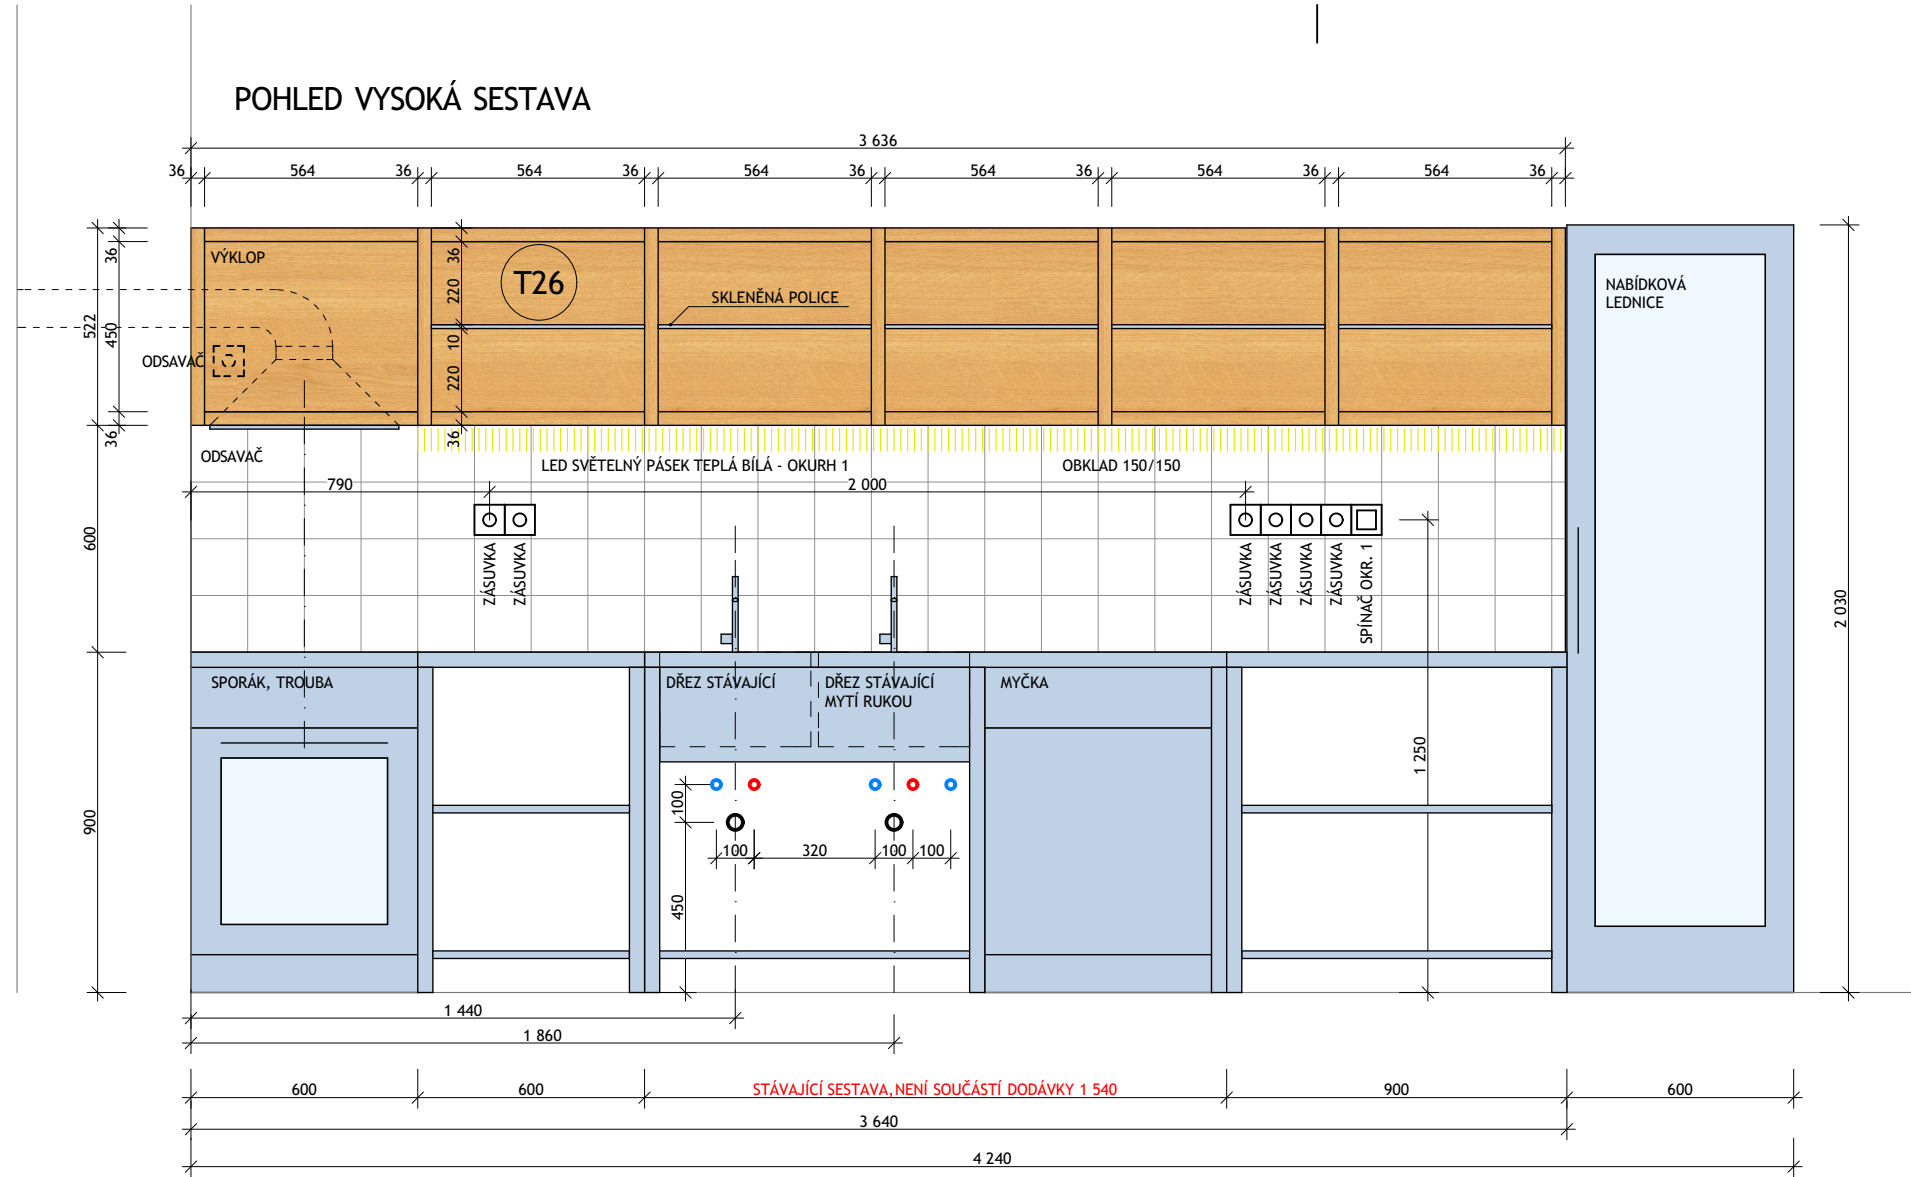 POHLED VYSOKÁ SESTAVA
3 636
36 564 36 564 36 564 36 564 36 564 36 564 36
VÝKLOP
T26
SKLENĚNÁ POLICE
NABÍDKOVÁ
LEDNICE
36
450
36
522
36
220
10
220
36
ODSAVAČ
ODSAVAČ
LED SVĚTELNÝ PÁSEK TEPLÁ BÍLÁ - OKURH 1
OBKLAD 150/150
790
2 000
600
ZÁSUVKA
ZÁSUVKA
ZÁSUVKA
ZÁSUVKA
ZÁSUVKA
ZÁSUVKA
SPÍNAČ OKR. 1
2 030
SPORÁK, TROUBA
DŘEZ STÁVAJÍCÍ
DŘEZ STÁVAJÍCÍ
MYTÍ RUKOU
MYČKA
1 250
900
100
100 320 100 100
450
1 440
1 860
600 600 STÁVAJÍCÍ SESTAVA,NENÍ SOUČÁSTÍ DODÁVKY 1 540 900 600
3 640
4 240